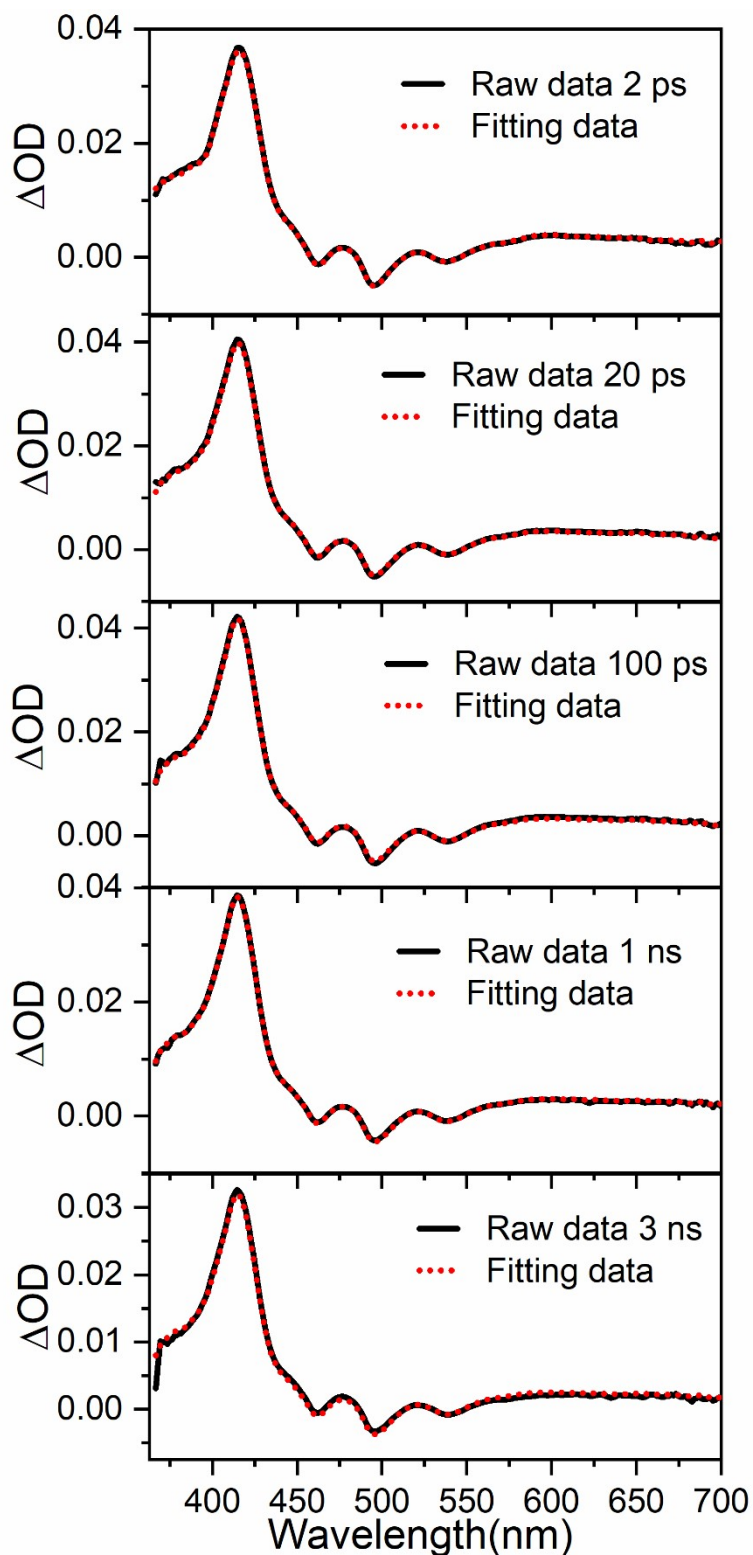 0.04
Raw data 2 ps
Fitting data
0.02
ΔOD
0.00
0.04
Raw data 20 ps
Fitting data
0.02
ΔOD
0.00
0.04
Raw data 100 ps
Fitting data
0.02
ΔOD
0.00
0.04
Raw data 1 ns
Fitting data
0.02
ΔOD
0.00
0.03
Raw data 3 ns
Fitting data
0.02
ΔOD
0.01
0.00
400 450 500 550 600 650 700
Wavelength(nm)